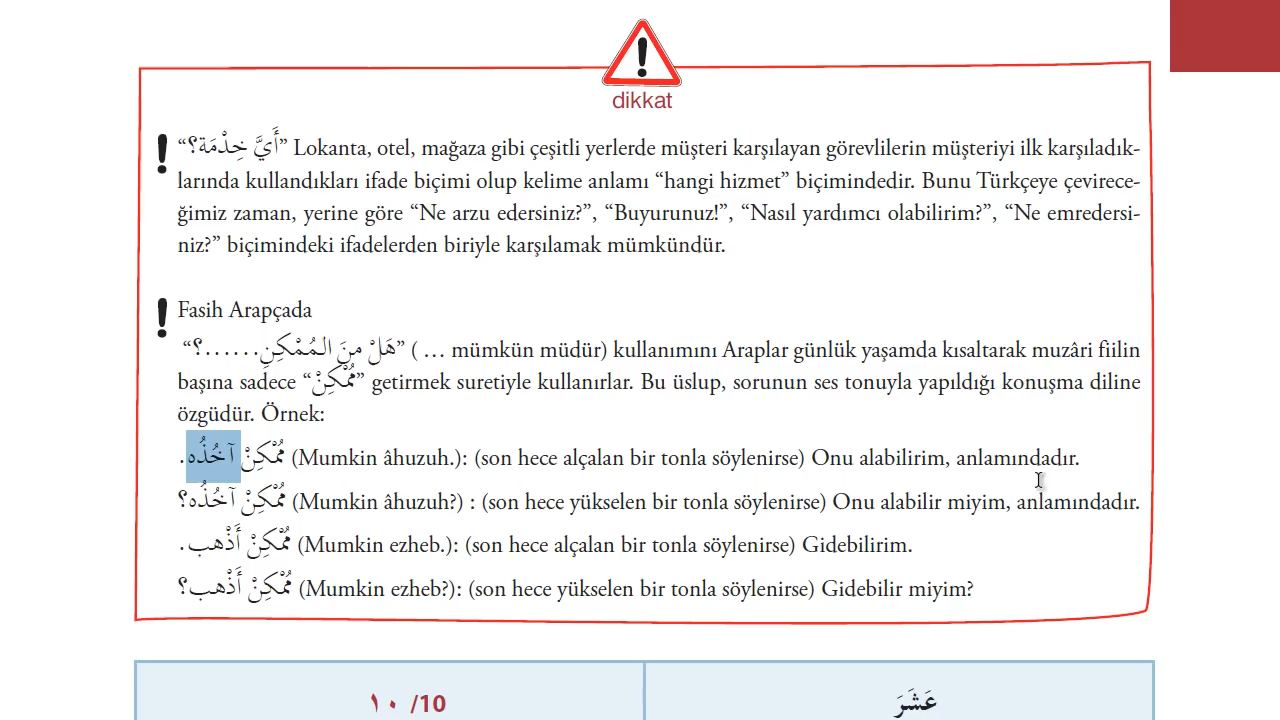 dikkat
“أَيَّ خِدْمَة؟” Lokanta, otel, mağaza gibi çeşitli yerlerde müşteri karşılayan görevlilerin müşteriyi ilk karşıladık-
larında kullandıkları ifade biçimi olup kelime anlamı “hangi hizmet” biçimindedir. Bunu Türkçeye çevirece-
ğimiz zaman, yerine göre “Ne arzu edersiniz?”, “Buyurunuz!”, “Nasıl yardımcı olabilirim?”, “Ne emredersi-
niz?” biçimindeki ifadelerden biriyle karşılamak mümkündür.
Fasih Arapçada
“هَلْ مِنَ الـمُـمْكِنِ......؟” ( … mümkün müdür) kullanımını Araplar günlük yaşamda kısaltarak muzâri fiilin
başına sadece “مُمْكِنْ” getirmek suretiyle kullanırlar. Bu üslup, sorunun ses tonuyla yapıldığı konuşma diline
özgüdür. Örnek:
مُمْكِنْ آخُذُه. (Mumkin âhuzuh.): (son hece alçalan bir tonla söylenirse) Onu alabilirim, anlamındadır.
مُمْكِنْ آخُذُه؟ (Mumkin âhuzuh?) : (son hece yükselen bir tonla söylenirse) Onu alabilir miyim, anlamındadır.
مُمْكِنْ أَذْهب. (Mumkin ezheb.): (son hece alçalan bir tonla söylenirse) Gidebilirim.
مُمْكِنْ أَذْهب؟ (Mumkin ezheb?): (son hece yükselen bir tonla söylenirse) Gidebilir miyim?
١٠ /10 عَشَرَ